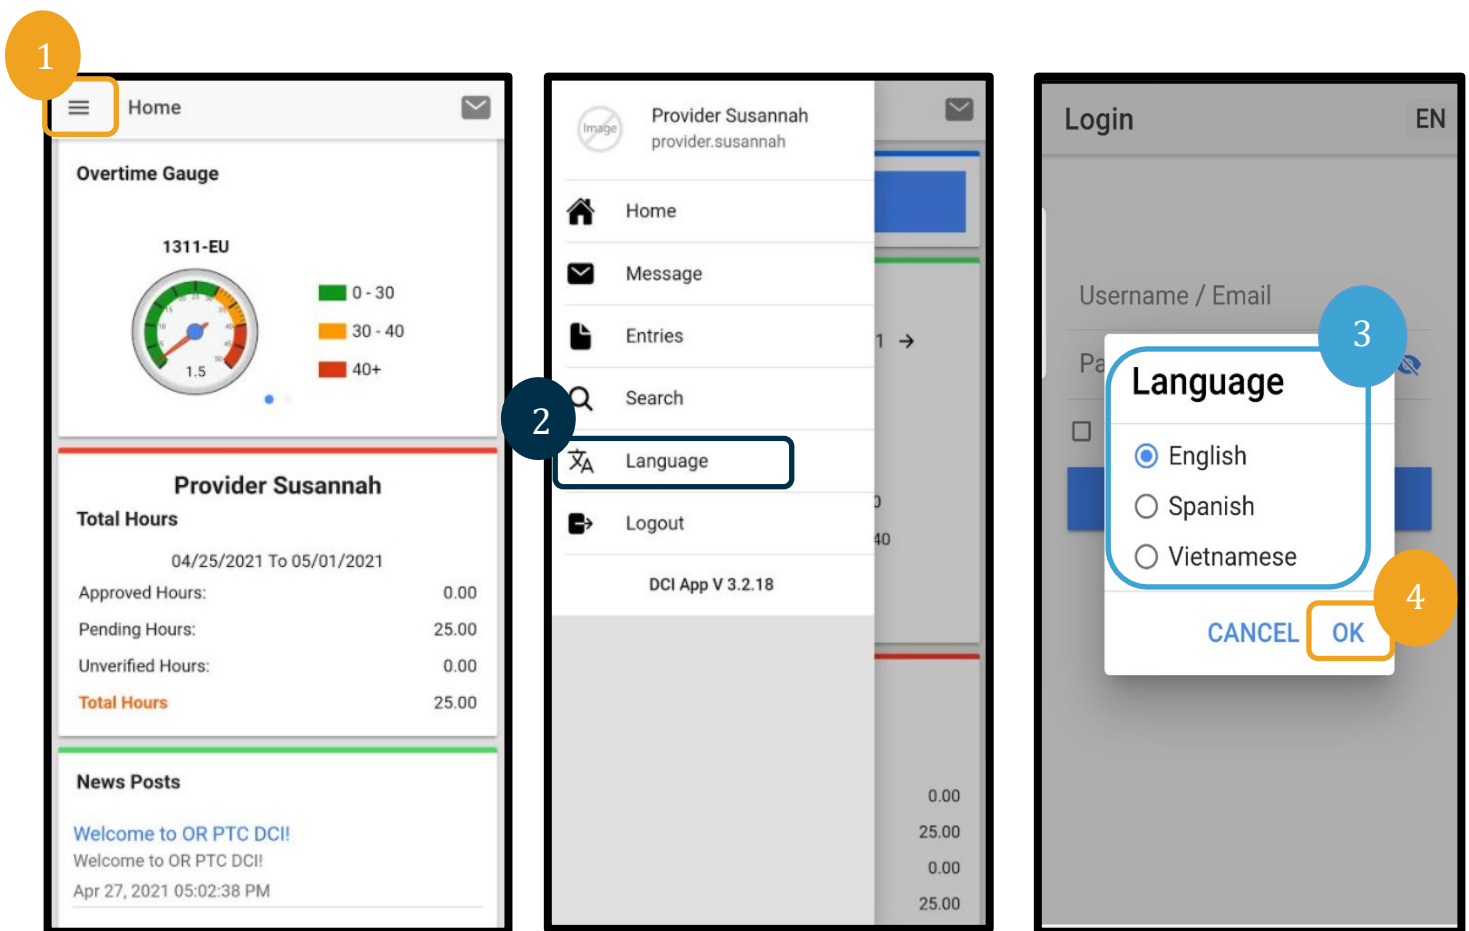 1
Home
Overtime Gauge
1311-EU
0 - 30
30 - 40
40+
1.5
Provider Susannah
Total Hours
04/25/2021 To 05/01/2021
Approved Hours: 0.00
Pending Hours: 25.00
Unverified Hours: 0.00
Total Hours 25.00
News Posts
Welcome to OR PTC DCI!
Welcome to OR PTC DCI!
Apr 27, 2021 05:02:38 PM
Image
Provider Susannah
provider.susannah
Home
Message
Entries
Search
2
Language
Logout
DCI App V 3.2.18
1
40
0.00
25.00
0.00
25.00
Login EN
Username / Email
3
Pa
Language
English
Spanish
Vietnamese
4
CANCEL OK